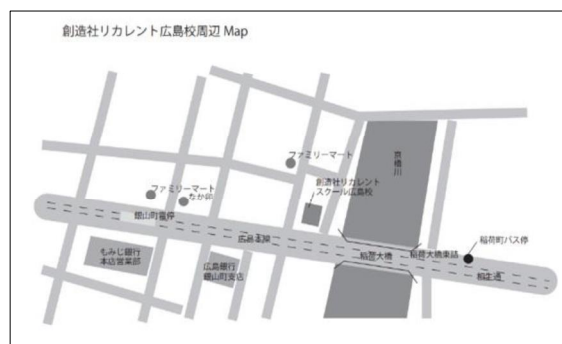 創造社リカレント広島校周辺 Map
ファミリーマート
京橋川
創造社リカレント
スクール広島校
ファミリーマート
なか卯
銀山町電停
広島本線
稲荷町バス停
稲荷大橋
稲荷大橋東詰
もみじ銀行
本店営業部
広島銀行
銀山町支店
相生通